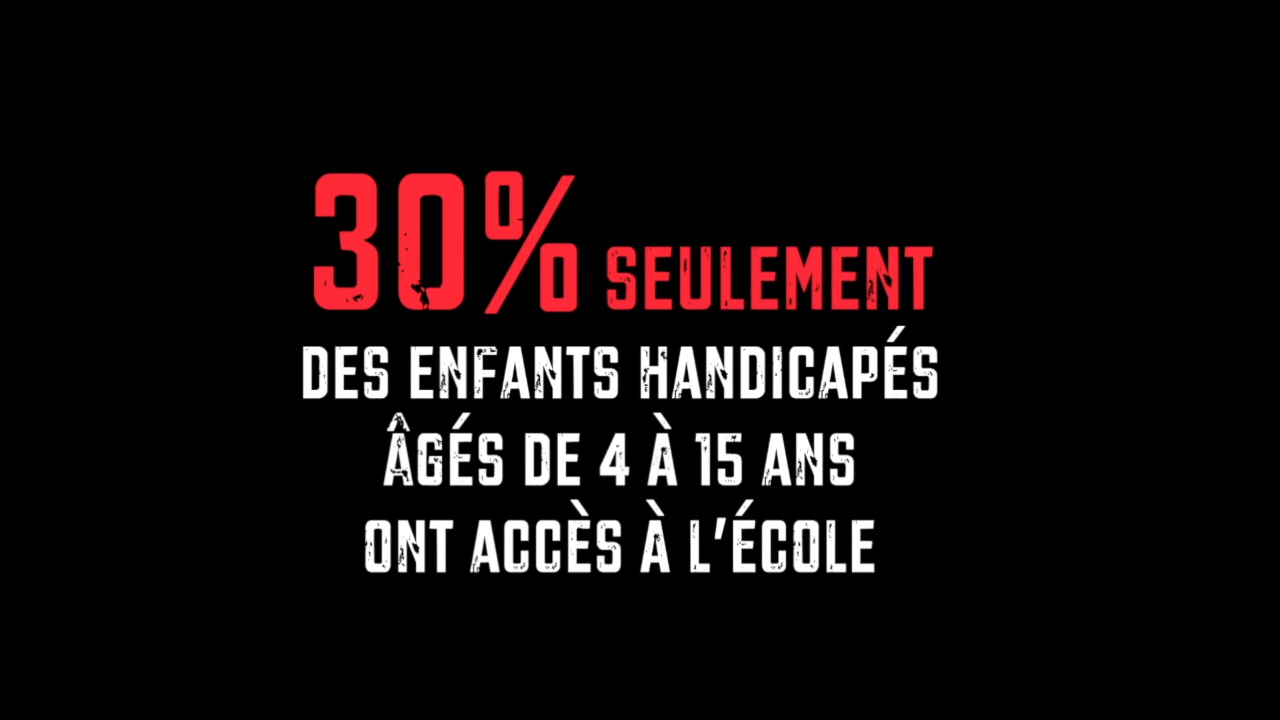 30% SEULEMENT
DES ENFANTS HANDICAPÉS
ÂGÉS DE 4 À 15 ANS
ONT ACCÈS À L'ÉCOLE